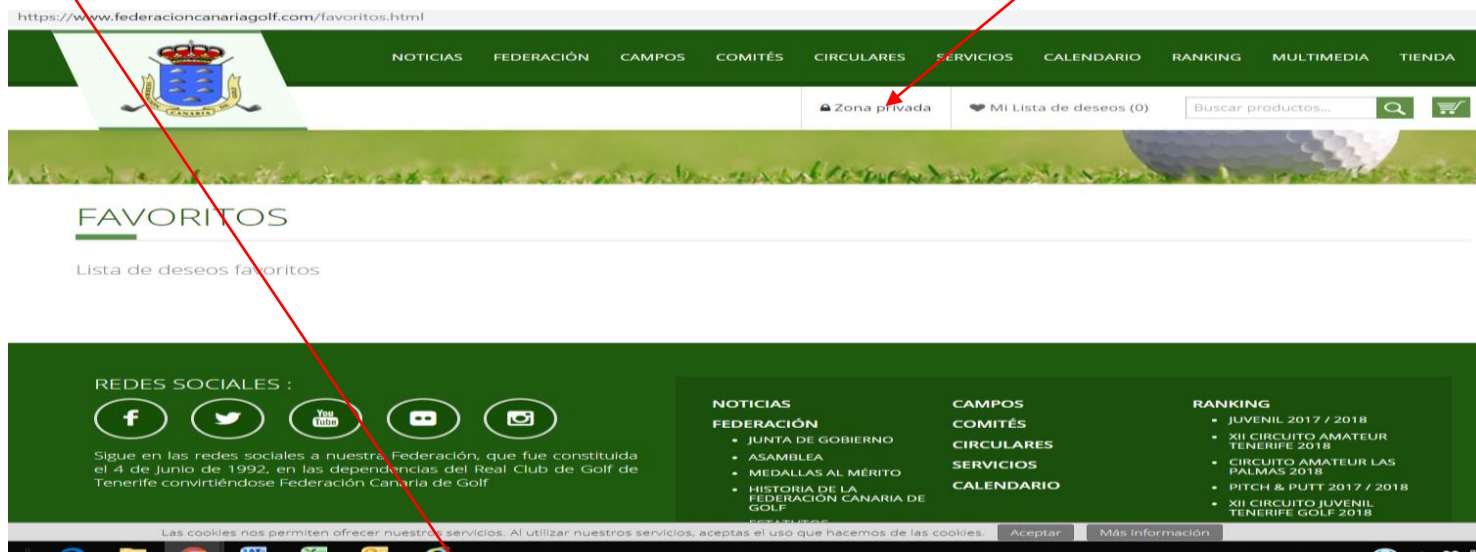 https://www.federacioncanariagolf.com/favoritos.html
NOTICIAS FEDERACIÓN CAMPOS COMITÉS CIRCULARES SERVICIOS CALENDARIO RANKING MULTIMEDIA TIENDA
Zona privada Mi Lista de deseos (0) Buscar productos...
CANARIA
FAVORITOS
Lista de deseos favoritos
REDES SOCIALES :
You Tube
Sigue en las redes sociales a nuestra Federación, que fue constituida
el 4 de Junio de 1992, en las dependencias del Real Club de Golf de
Tenerife convirtiéndose Federación Canaria de Golf
NOTICIAS
FEDERACIÓN
JUNTA DE GOBIERNO
ASAMBLEA
MEDALLAS AL MÉRITO
HISTORIA DE LA
FEDERACIÓN CANARIA DE
GOLF
ESTATUTOS
CAMPOS
COMITÉS
CIRCULARES
SERVICIOS
CALENDARIO
RANKING
JUVENIL 2017 / 2018
XII CIRCUITO AMATEUR
TENERIFE 2018
CIRCUITO AMATEUR LAS
PALMAS 2018
PITCH & PUTT 2017 / 2018
XII CIRCUITO JUVENIL
TENERIFE GOLF 2018
Las cookies nos permiten ofrecer nuestros servicios. Al utilizar nuestros servicios, aceptas el uso que hacemos de las cookies. Aceptar Más información